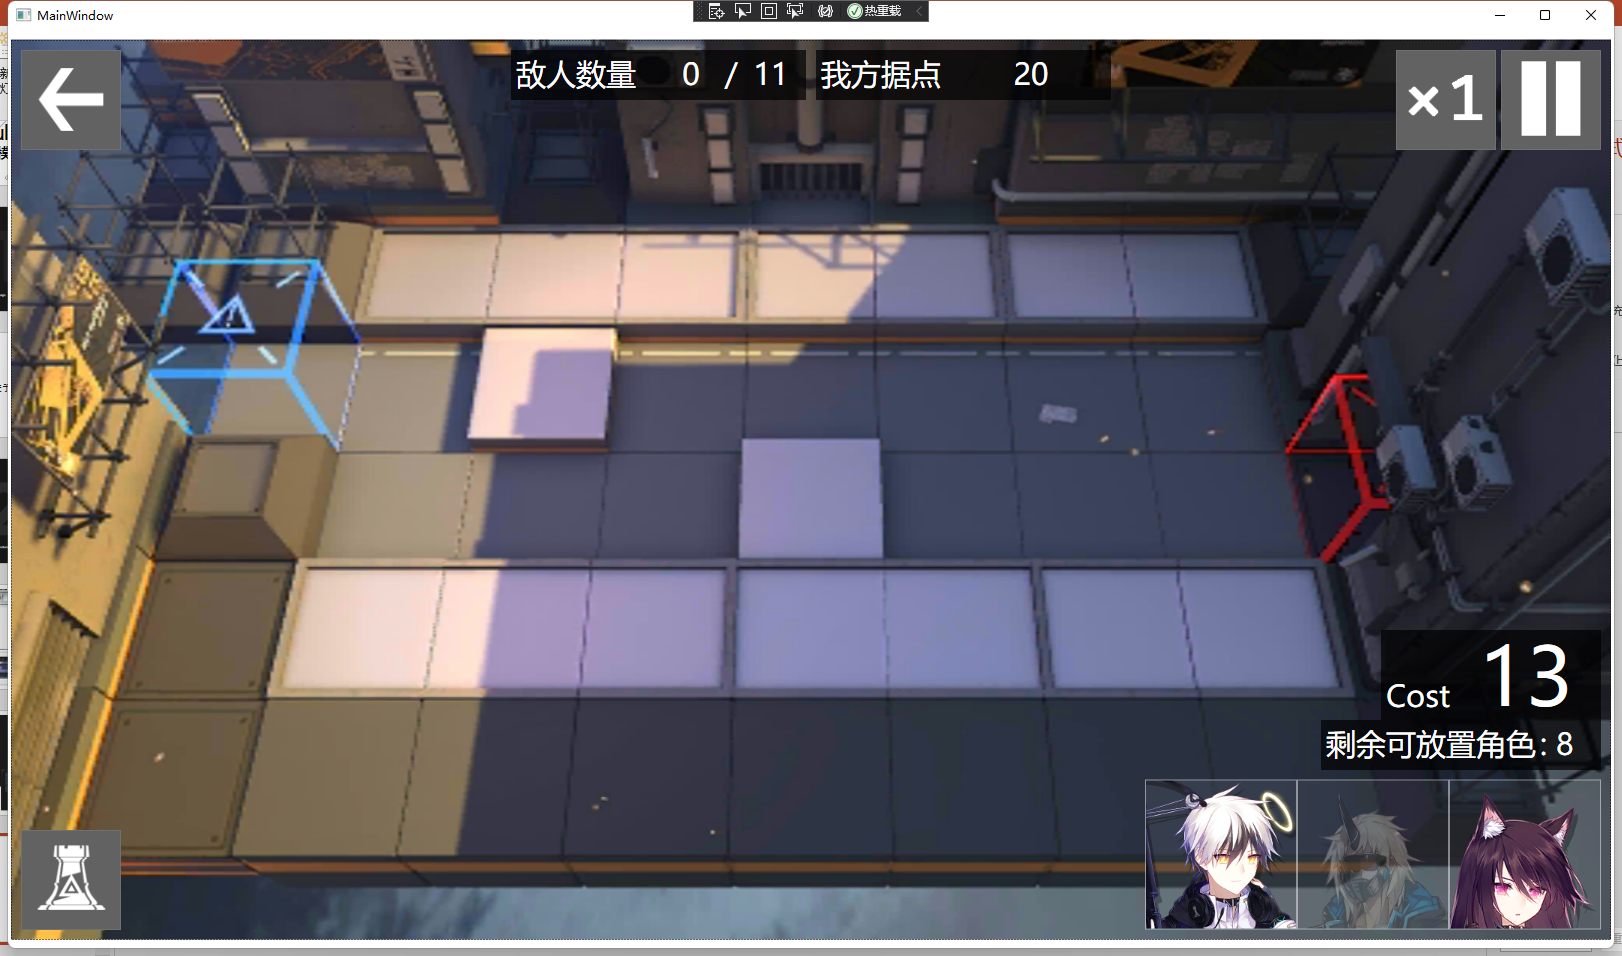 MainWindow
热重载
敌人数量 0 / 11
我方据点 20
×1
Cost 13
剩余可放置角色: 8